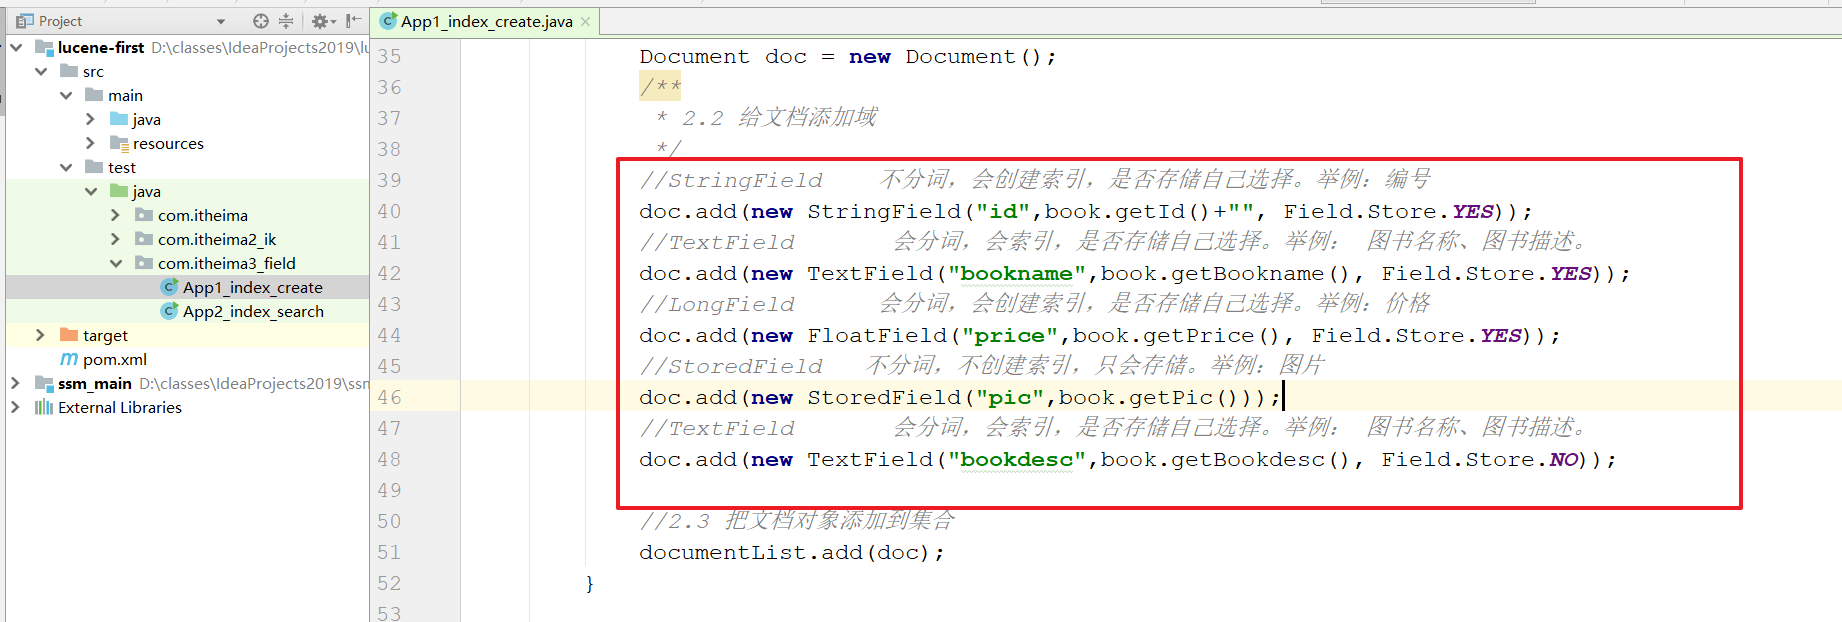 Project
App1_index_create.java
lucene-first D:\classes\IdeaProjects2019\lu
src
main
java
resources
test
java
com.itheima
com.itheima2_ik
com.itheima3_field
App1_index_create
App2_index_search
target
pom.xml
ssm_main D:\classes\IdeaProjects2019\ssm
External Libraries
35 Document doc = new Document();
36 /**
37 * 2.2 给文档添加域
38 */
39 //StringField 不分词，会创建索引，是否存储自己选择。举例：编号
40 doc.add(new StringField("id",book.getId()+"", Field.Store.YES));
41 //TextField 会分词，会索引，是否存储自己选择。举例： 图书名称、图书描述。
42 doc.add(new TextField("bookname",book.getBookname(), Field.Store.YES));
43 //LongField 会分词，会创建索引，是否存储自己选择。举例：价格
44 doc.add(new FloatField("price",book.getPrice(), Field.Store.YES));
45 //StoredField 不分词，不创建索引，只会存储。举例：图片
46 doc.add(new StoredField("pic",book.getPic()));
47 //TextField 会分词，会索引，是否存储自己选择。举例： 图书名称、图书描述。
48 doc.add(new TextField("bookdesc",book.getBookdesc(), Field.Store.NO));
49
50 //2.3 把文档对象添加到集合
51 documentList.add(doc);
52 }
53